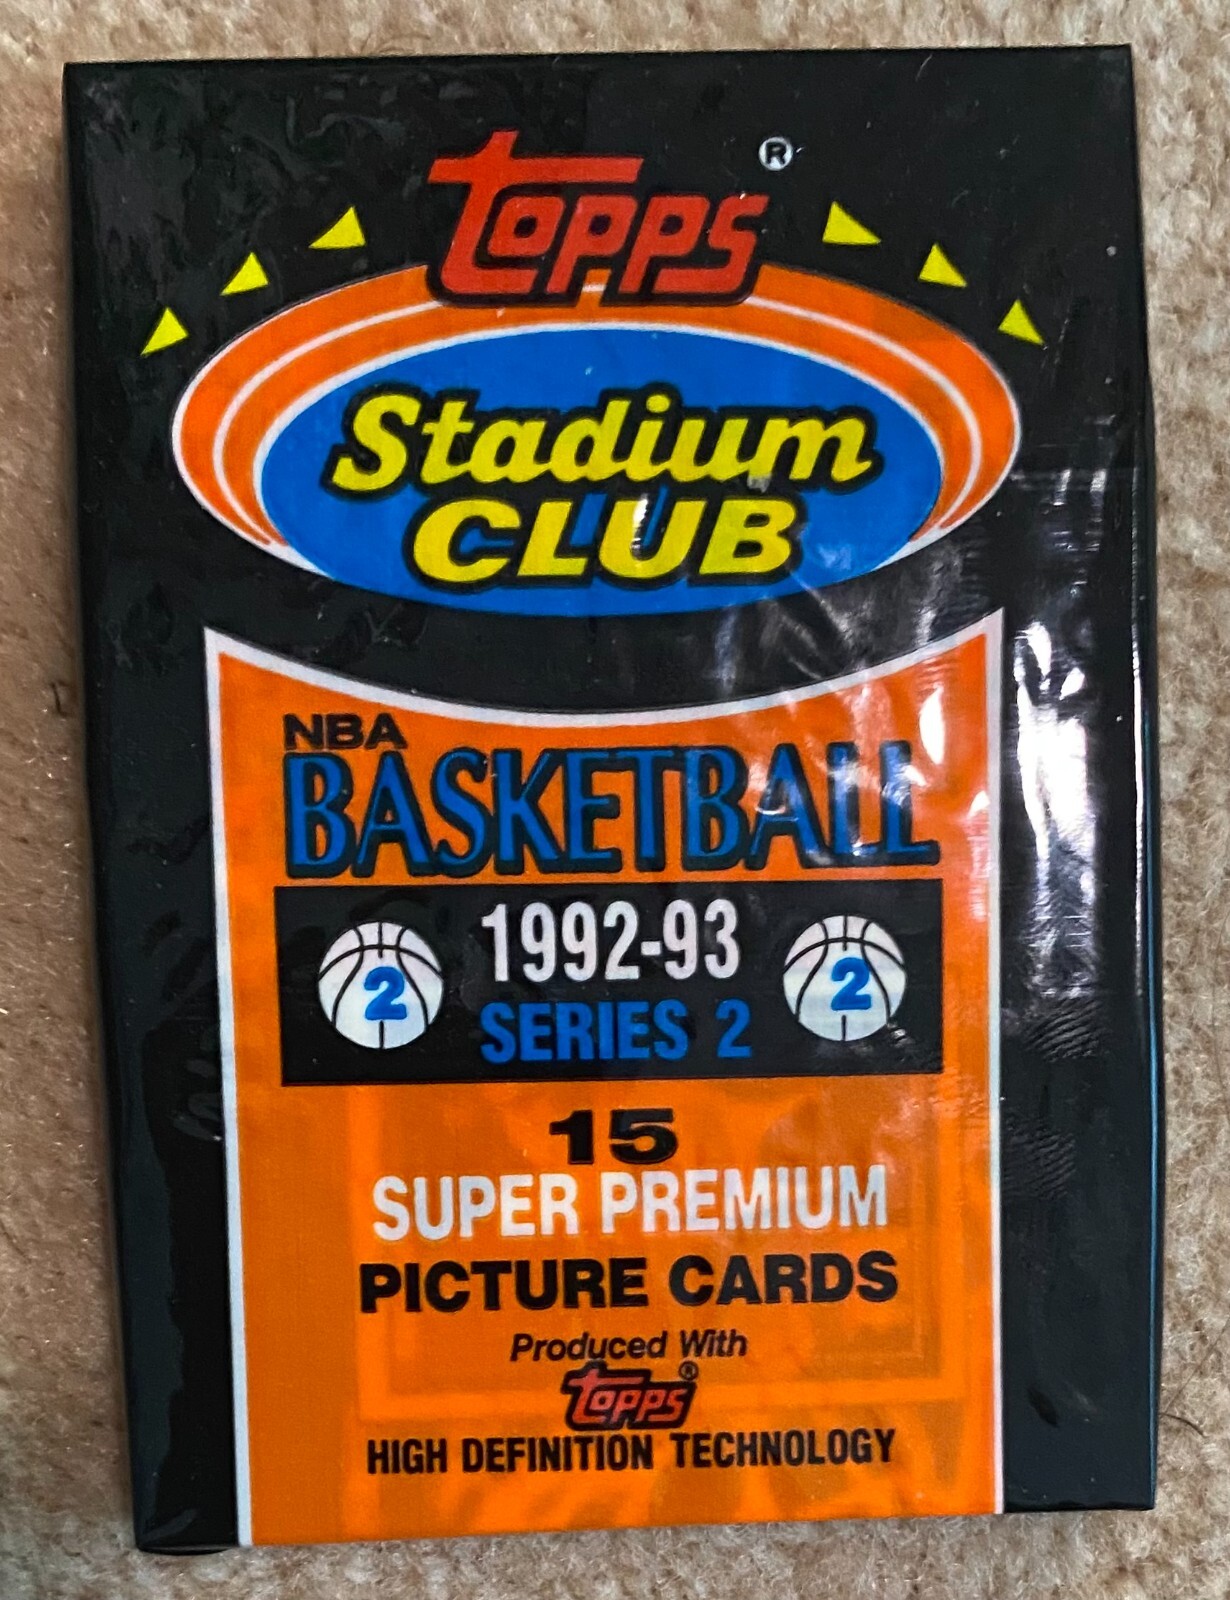 Topps ®
Stadium
CLUB
NBA
BASKETBALL
1992-93
2 2
SERIES 2
15
SUPER PREMIUM
PICTURE CARDS
Produced With
Topps®
HIGH DEFINITION TECHNOLOGY